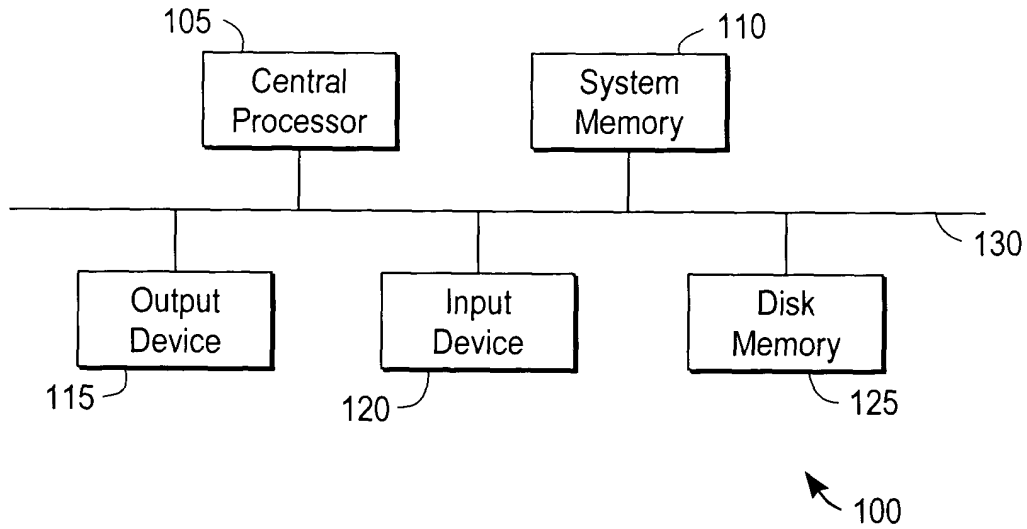 105
110
Central
Processor
System
Memory
130
Output
Device
Input
Device
Disk
Memory
115
120
125
100